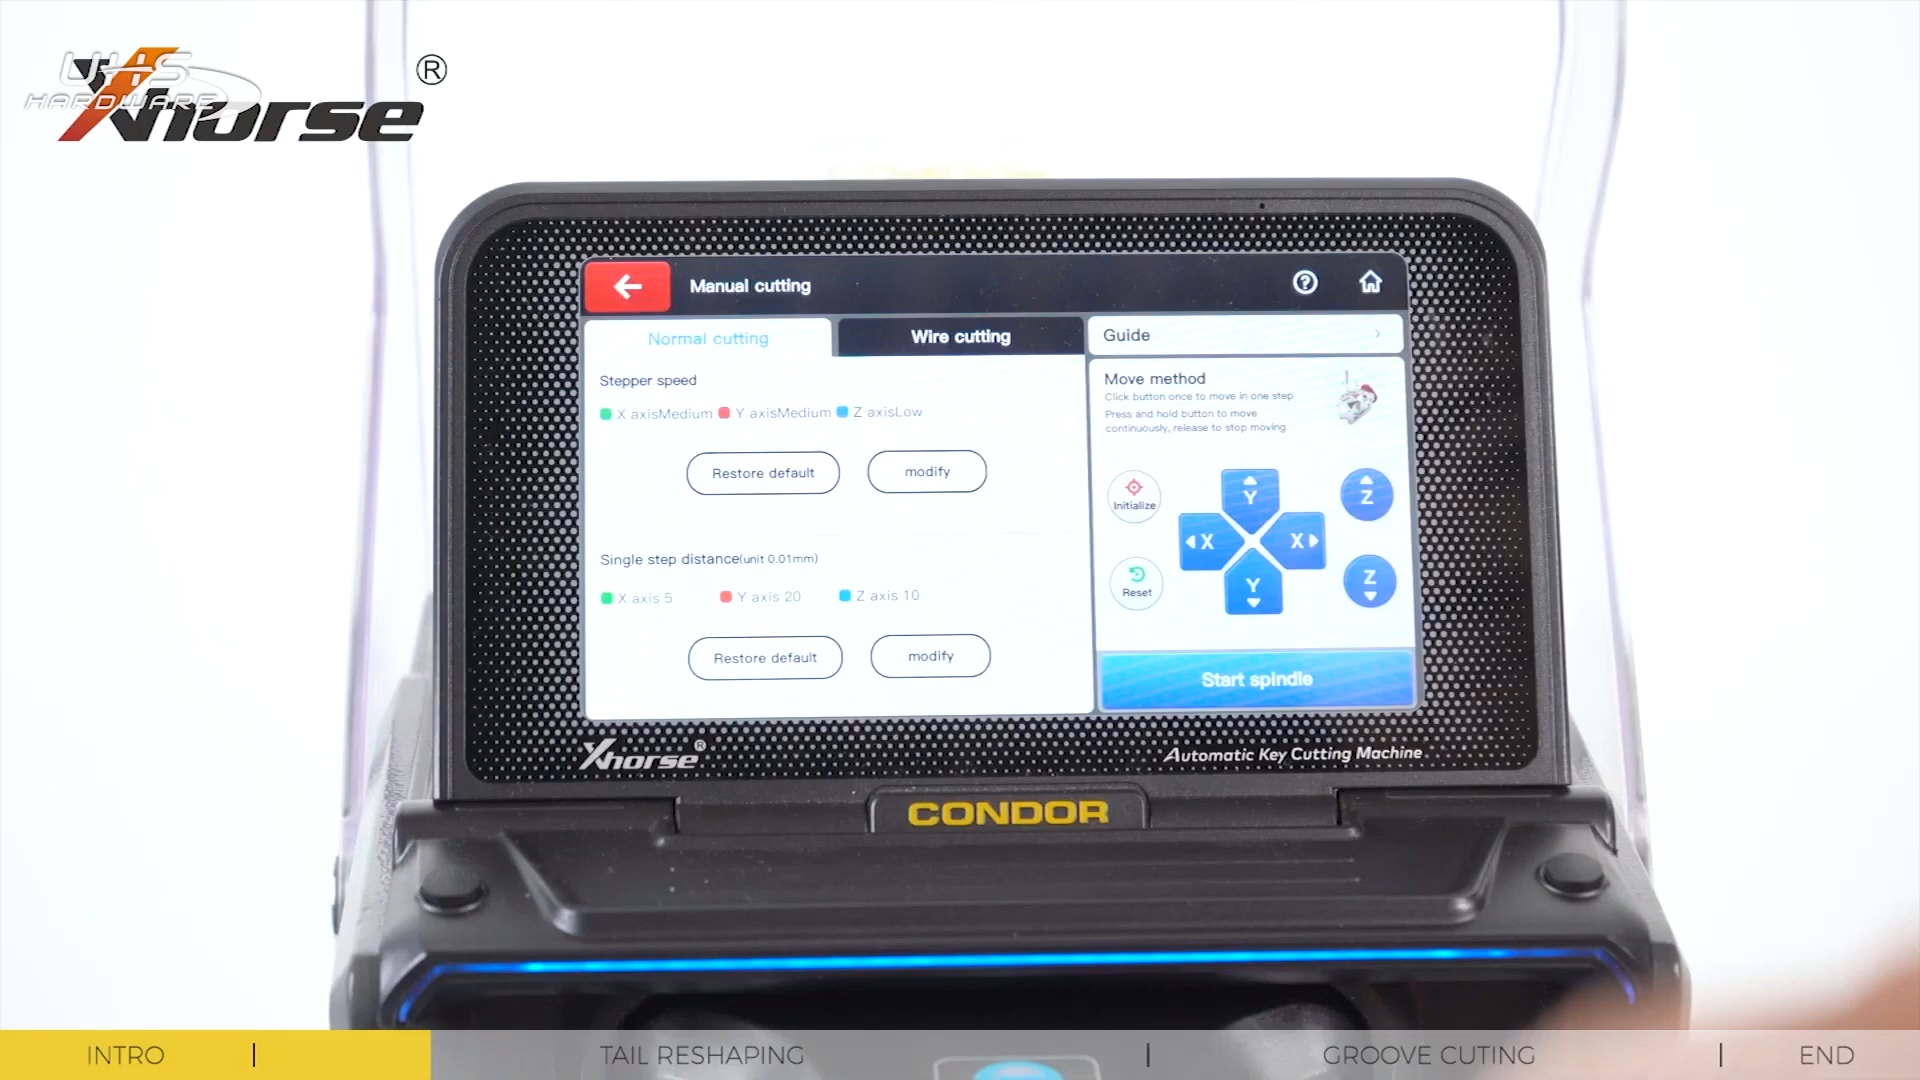 UHS
HARDWARE
Xhorse ®
Manual cutting
Normal cutting
Wire cutting
Guide
Stepper speed
X axisMedium Y axisMedium Z axisLow
Restore default
modify
Single step distance(unit 0.01mm)
X axis 5 Y axis 20 Z axis 10
Restore default
modify
Move method
Click button once to move in one step
Press and hold button to move
continuously, release to stop moving.
Initialize
Reset
Y
X
X
Y
Z
Z
Start spindle
Xhorse®
Automatic Key Cutting Machine
CONDOR
INTRO | TAIL RESHAPING | GROOVE CUTING | END